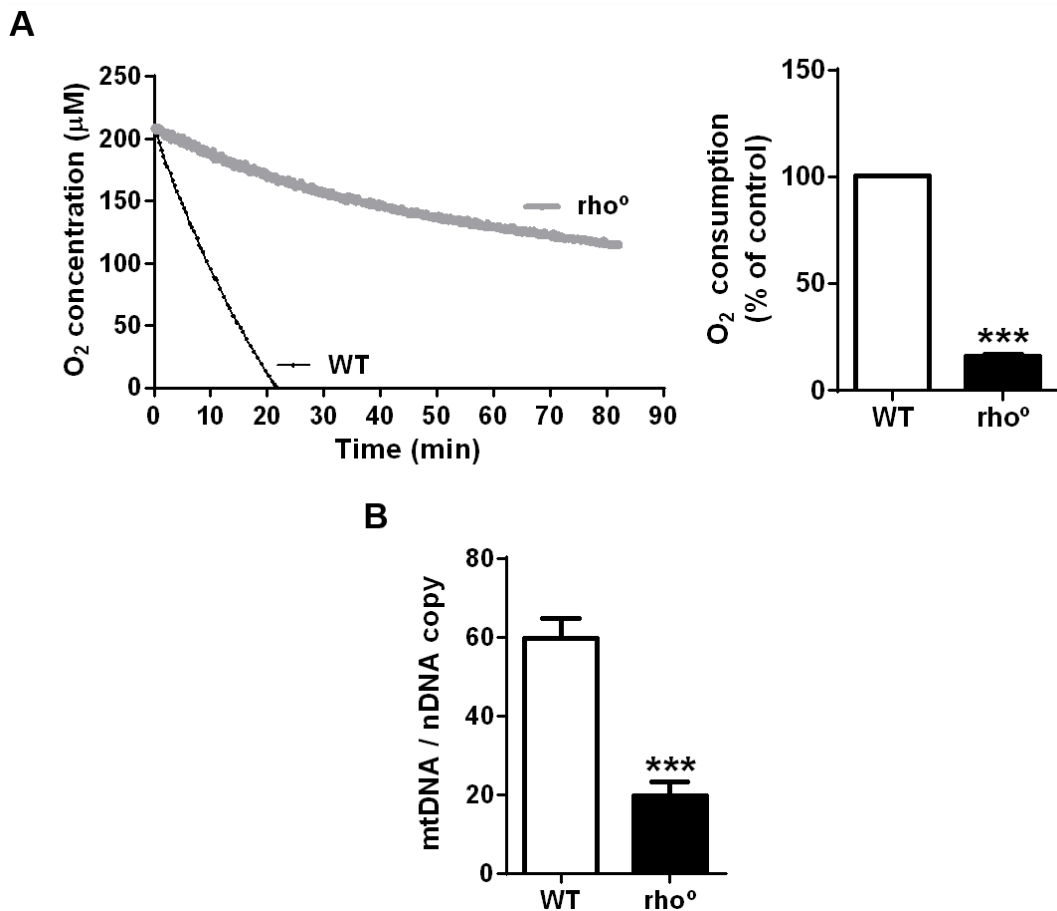 A
250
200
150
100
50
0
O₂ concentration (μM)
rhoº
WT
0 10 20 30 40 50 60 70 80 90
Time (min)
150
100
50
0
O₂ consumption
(% of control)
***
WT rhoº
B
80
60
40
20
0
mtDNA / nDNA copy
***
WT rhoº